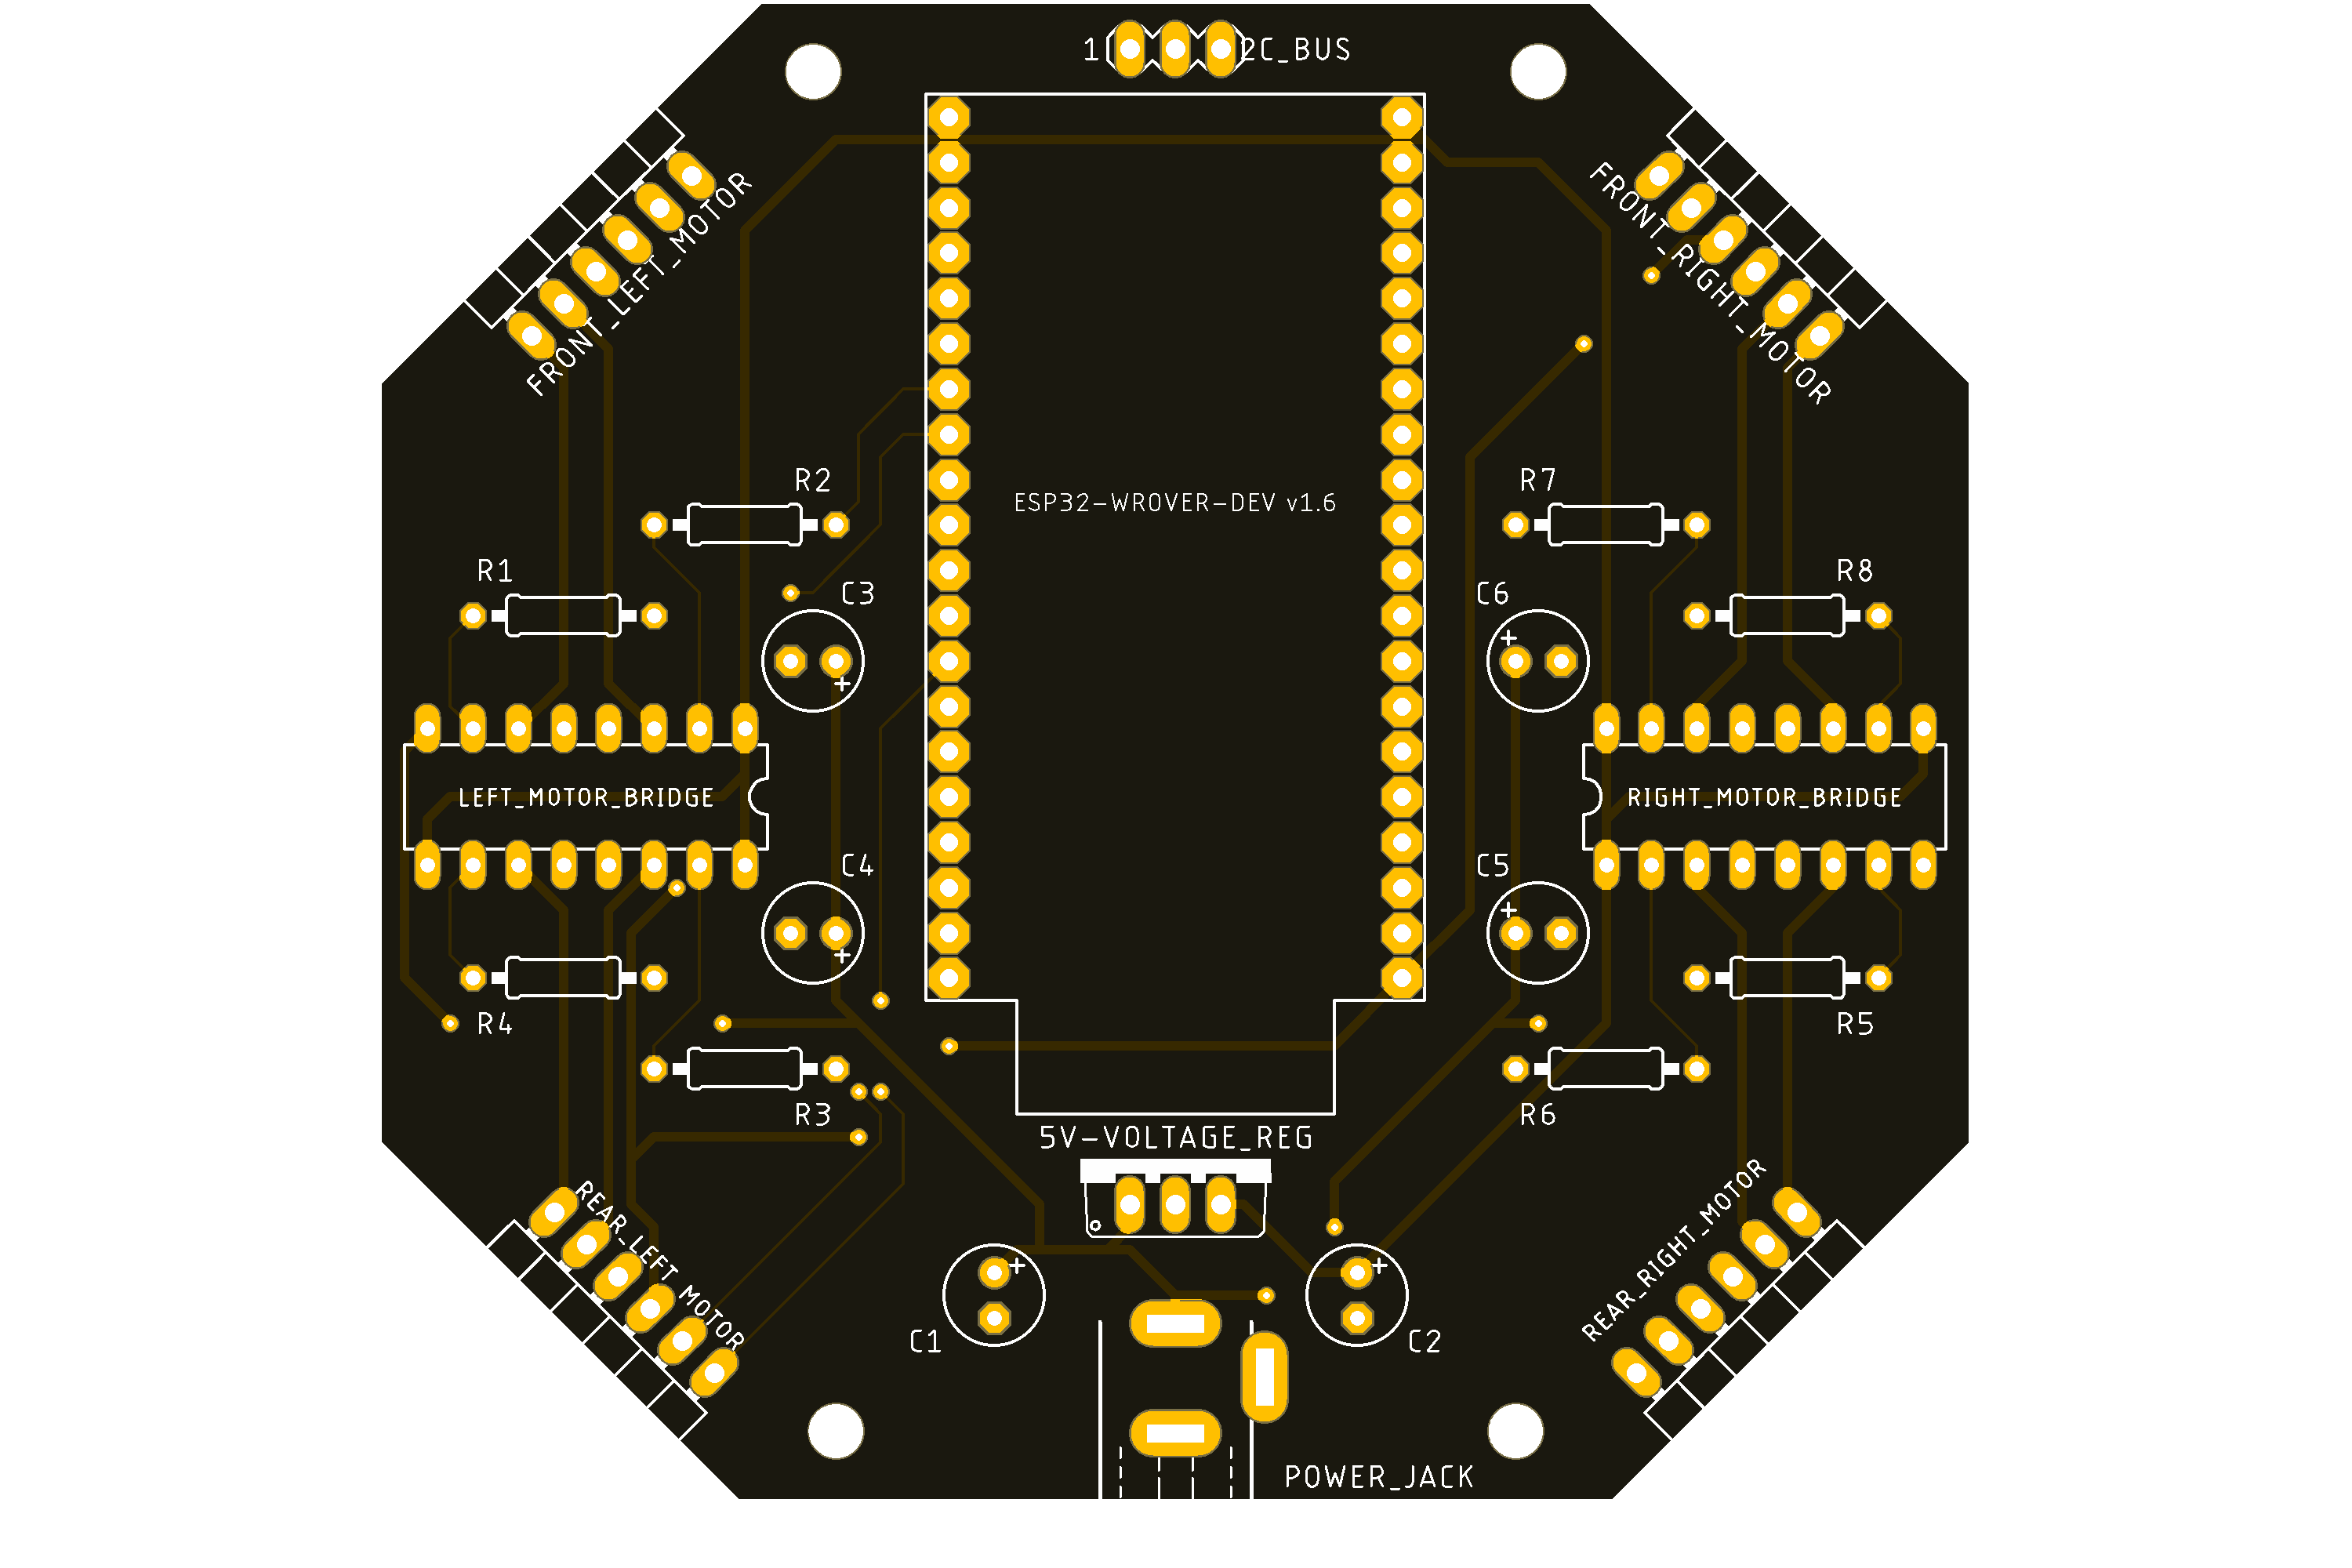 1 2C_BUS
FRONT_LEFT_MOTOR
FRONT_RIGHT_MOTOR
ESP32-WROVER-DEV v1.6
R2
R7
R1
R8
C3
C6
LEFT_MOTOR_BRIDGE
RIGHT_MOTOR_BRIDGE
C4
C5
R4
R5
R3
R6
5V-VOLTAGE_REG
REAR_LEFT_MOTOR
REAR_RIGHT_MOTOR
C1
C2
POWER_JACK